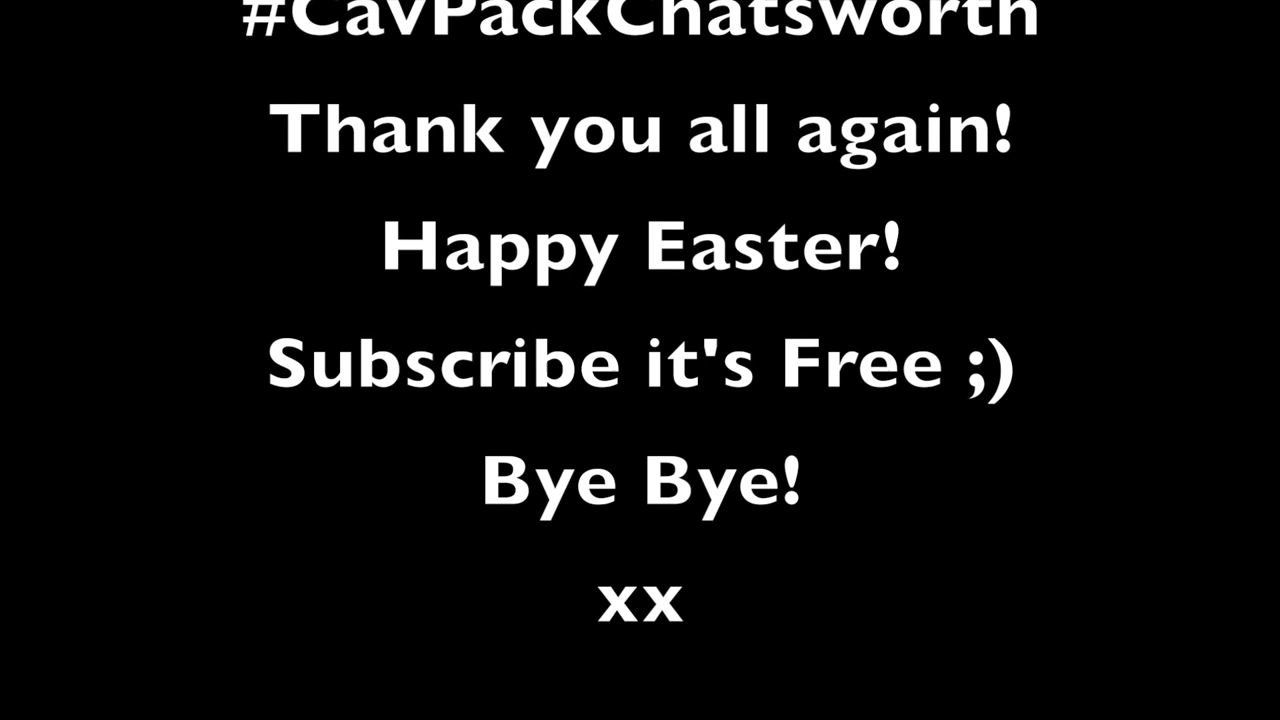 #CavPackChatsworth
Thank you all again!
Happy Easter!
Subscribe it's Free ;)
Bye Bye!
xx